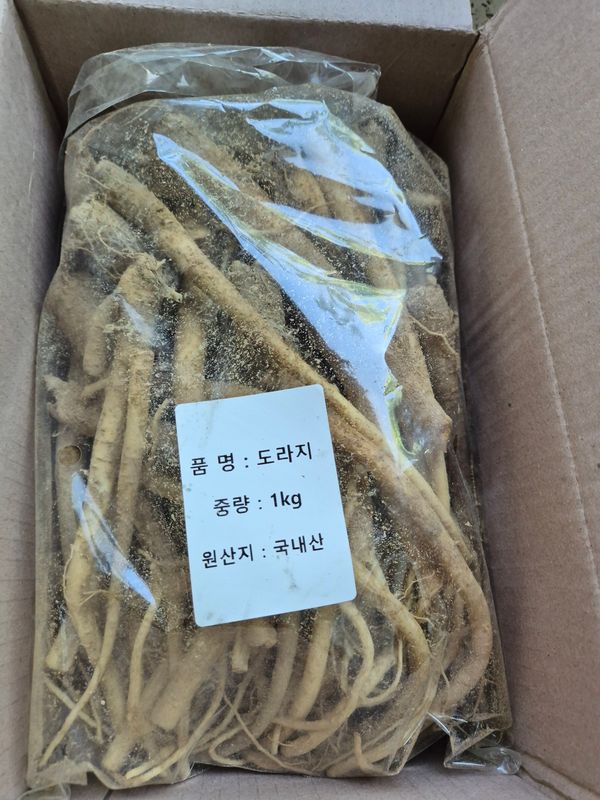 품 명 : 도라지
중량 : 1kg
원산지 : 국내산